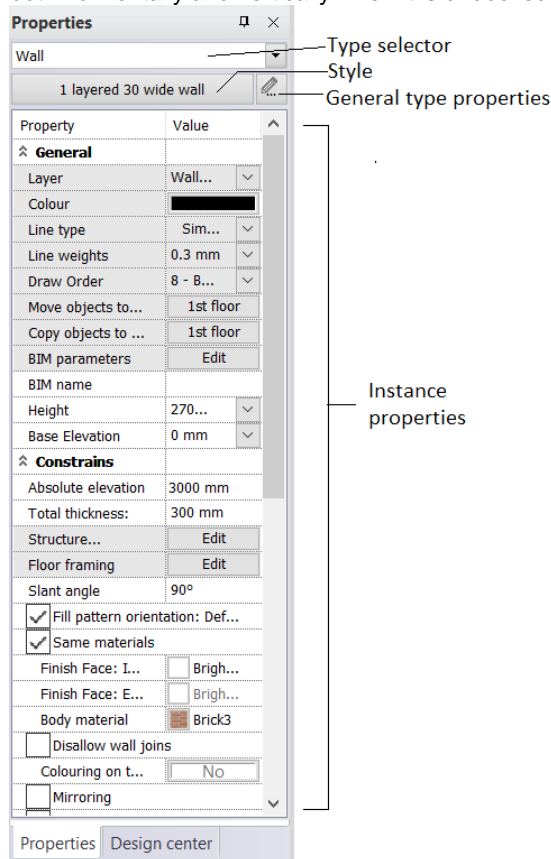 Properties
Wall
Type selector
Style
1 layered 30 wide wall
General type properties
Property Value
General
Layer Wall...
Colour
Line type Sim...
Line weights 0.3 mm
Draw Order 8 - B...
Move objects to... 1st floor
Copy objects to ... 1st floor
BIM parameters Edit
BIM name
Height 270...
Base Elevation 0 mm
Constrains
Absolute elevation 3000 mm
Total thickness: 300 mm
Structure... Edit
Floor framing Edit
Slant angle 90º
Fill pattern orientation: Def...
Same materials
Finish Face: I... Brigh...
Finish Face: E... Brigh...
Body material Brick3
Disallow wall joins
Colouring on t... No
Mirroring
Instance
properties
Properties Design center